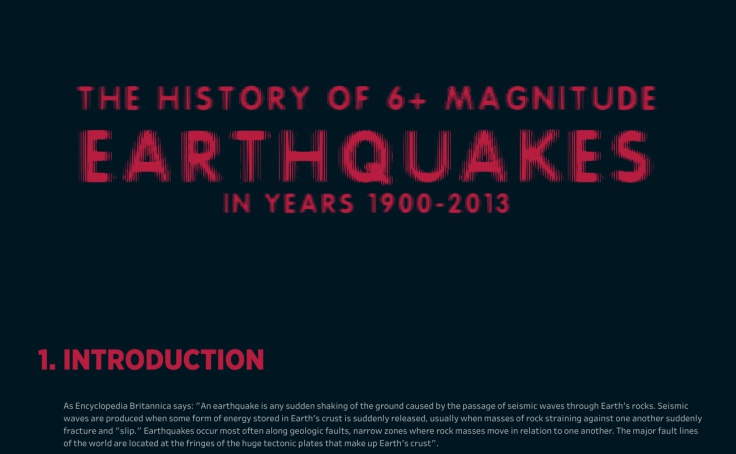 THE HISTORY OF 6+ MAGNITUDE
EARTHQUAKES
IN YEARS 1900-2013
1. INTRODUCTION
As Encyclopedia Britannica says: "An earthquake is any sudden shaking of the ground caused by the passage of seismic waves through Earth's rocks. Seismic
waves are produced when some form of energy stored in Earth's crust is suddenly released, usually when masses of rock straining against one another suddenly
fracture and "slip." Earthquakes occur most often along geologic faults, narrow zones where rock masses move in relation to one another. The major fault lines
of the world are located at the fringes of the huge tectonic plates that make up Earth's crust".